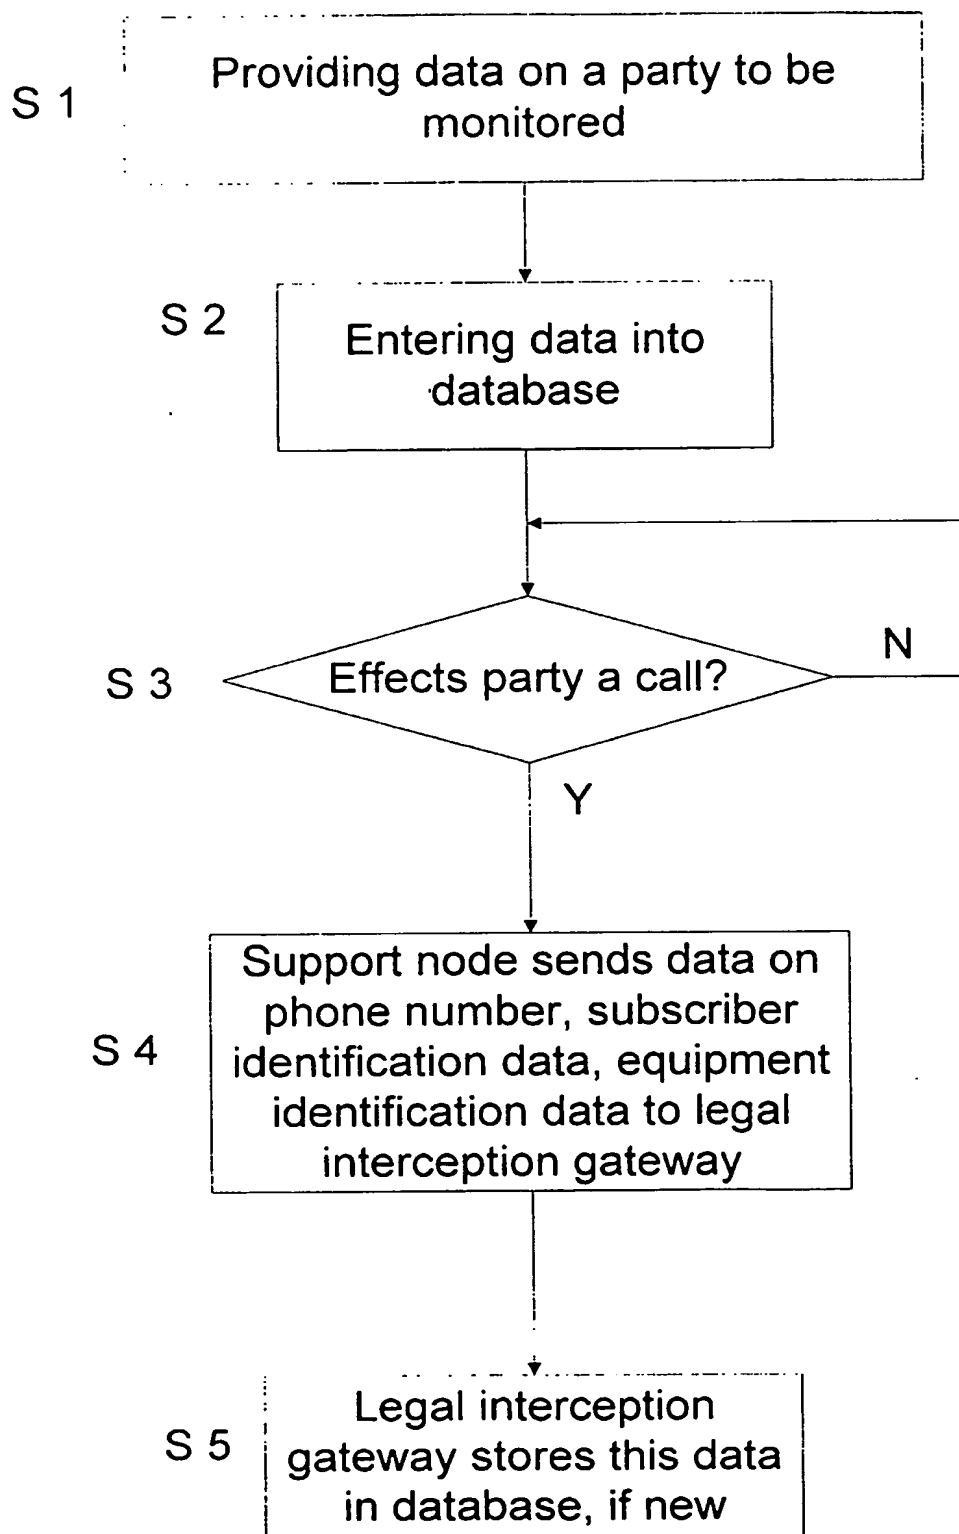 S 1
Providing data on a party to be
monitored
S 2
Entering data into
database
S 3
Effects party a call?
N
Y
S 4
Support node sends data on
phone number, subscriber
identification data, equipment
identification data to legal
interception gateway
S 5
Legal interception
gateway stores this data
in database, if new